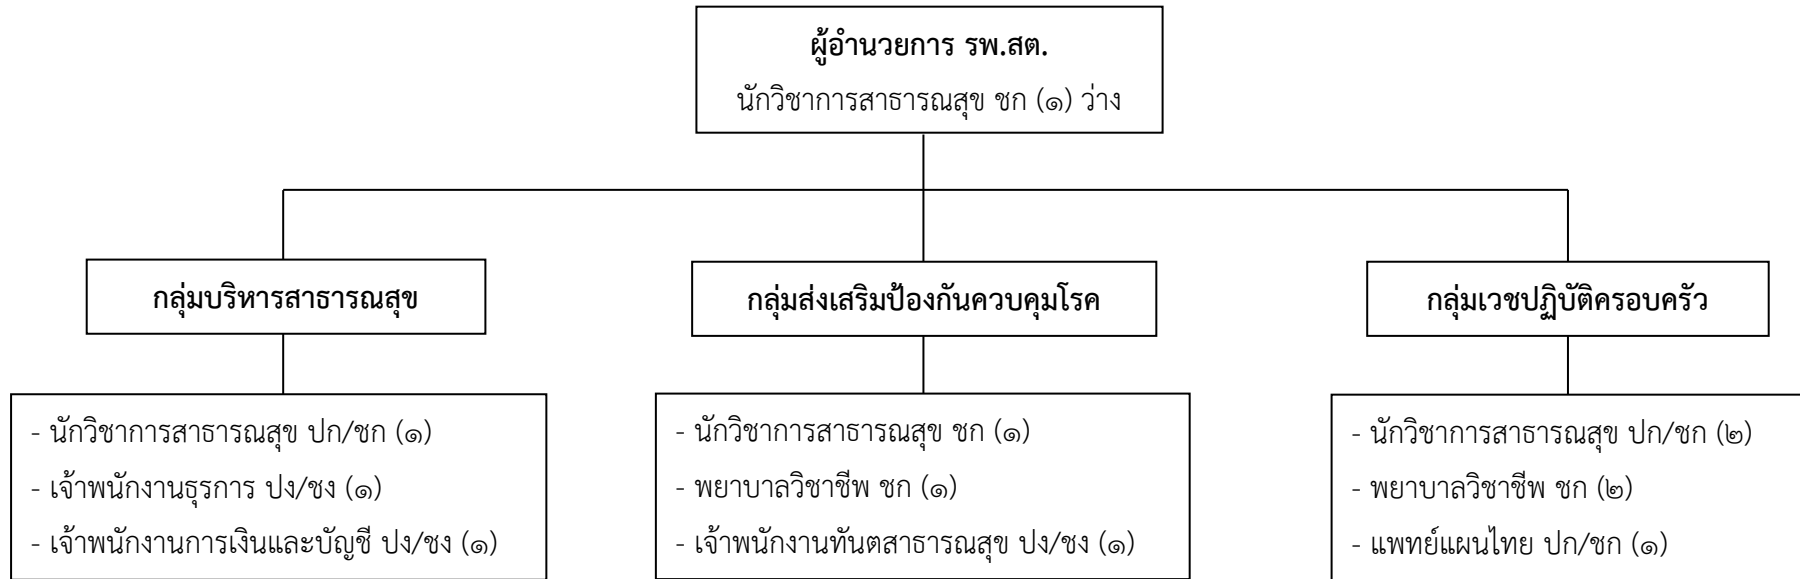 ผู้อำนวยการ รพ.สต.
นักวิชาการสาธารณสุข ชก (๑) ว่าง
กลุ่มบริหารสาธารณสุข
- นักวิชาการสาธารณสุข ปก/ชก (๑)
- เจ้าพนักงานธุรการ ปง/ชง (๑)
- เจ้าพนักงานการเงินและบัญชี ปง/ชง (๑)
กลุ่มส่งเสริมป้องกันควบคุมโรค
- นักวิชาการสาธารณสุข ชก (๑)
- พยาบาลวิชาชีพ ชก (๑)
- เจ้าพนักงานทันตสาธารณสุข ปง/ชง (๑)
กลุ่มเวชปฏิบัติครอบครัว
- นักวิชาการสาธารณสุข ปก/ชก (๒)
- พยาบาลวิชาชีพ ชก (๒)
- แพทย์แผนไทย ปก/ชก (๑)